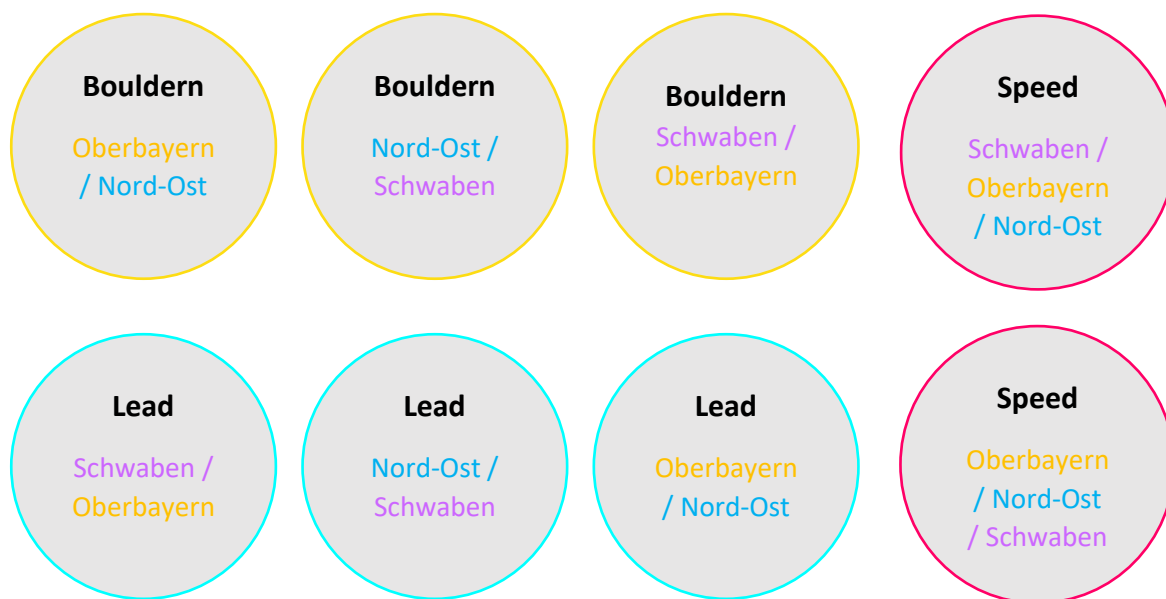 Bouldern
Oberbayern
/ Nord-Ost
Bouldern
Nord-Ost /
Schwaben
Bouldern
Schwaben /
Oberbayern
Speed
Schwaben /
Oberbayern
/ Nord-Ost
Lead
Schwaben /
Oberbayern
Lead
Nord-Ost /
Schwaben
Lead
Oberbayern
/ Nord-Ost
Speed
Oberbayern
/ Nord-Ost
/ Schwaben